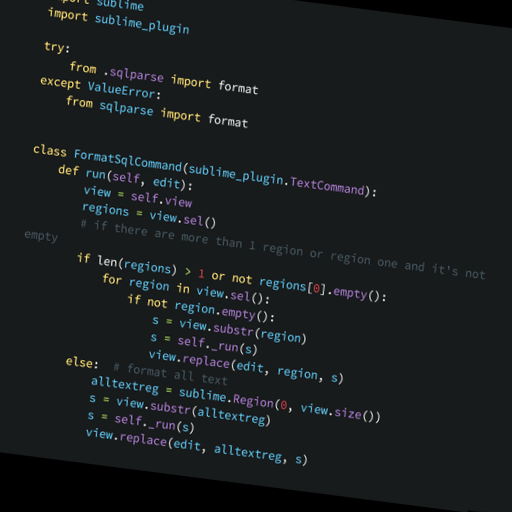 import sublime
import sublime_plugin
try:
from .sqlparse import format
except ValueError:
from sqlparse import format
class FormatSqlCommand(sublime_plugin.TextCommand):
def run(self, edit):
view = self.view
regions = view.sel()
# if there are more than 1 region or region one and it's not
empty
if len(regions) > 1 or not regions[0].empty():
for region in view.sel():
if not region.empty():
s = view.substr(region)
s = self._run(s)
view.replace(edit, region, s)
else:  # format all text
alltextreg = sublime.Region(0, view.size())
s = view.substr(alltextreg)
s = self._run(s)
view.replace(edit, alltextreg, s)